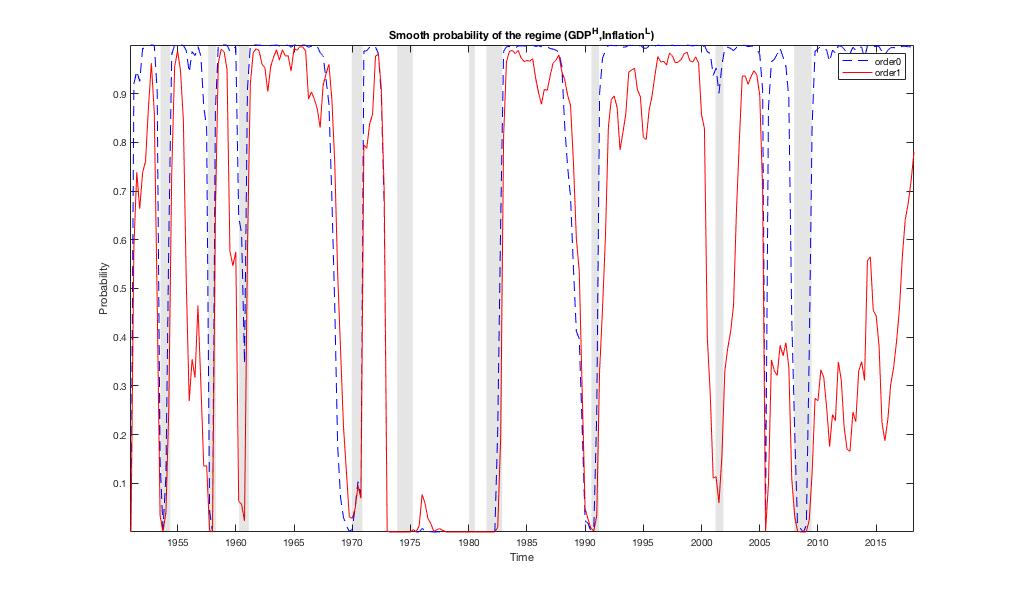 Smooth probability of the regime (GDP^H,Inflation^L)
order0
order1
Probability
0.9
0.8
0.7
0.6
0.5
0.4
0.3
0.2
0.1
1955 1960 1965 1970 1975 1980 1985 1990 1995 2000 2005 2010 2015
Time